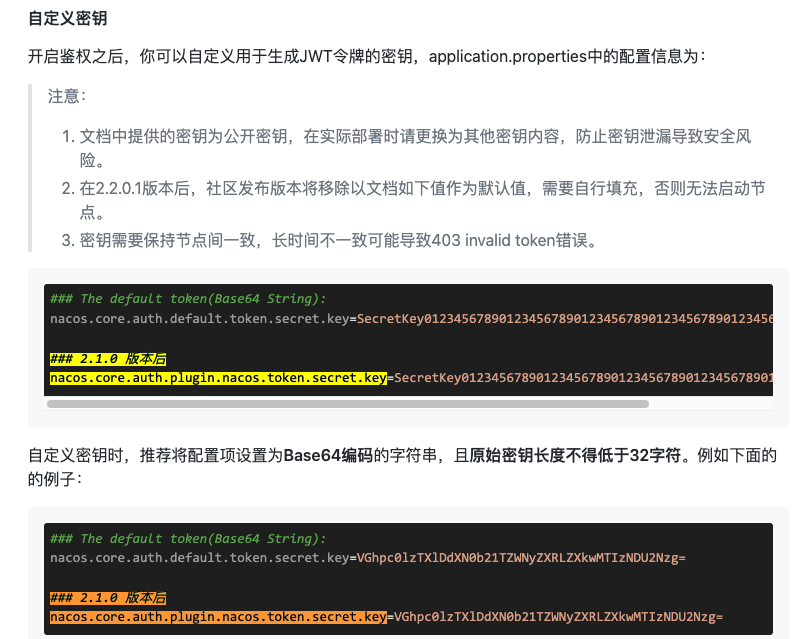 自定义密钥
开启鉴权之后，你可以自定义用于生成JWT令牌的密钥，application.properties中的配置信息为：
注意：
1. 文档中提供的密钥为公开密钥，在实际部署时请更换为其他密钥内容，防止密钥泄漏导致安全风
险。
2. 在2.2.0.1版本后，社区发布版本将移除以文档如下值作为默认值，需要自行填充，否则无法启动节
点。
3. 密钥需要保持节点间一致，长时间不一致可能导致403 invalid token错误。
### The default token(Base64 String):
nacos.core.auth.default.token.secret.key=SecretKey01234567890123456789012345678901234567890123456
### 2.1.0 版本后
nacos.core.auth.plugin.nacos.token.secret.key=SecretKey012345678901234567890123456789012345678901
自定义密钥时，推荐将配置项设置为Base64编码的字符串，且原始密钥长度不得低于32字符。例如下面的
的例子：
### The default token(Base64 String):
nacos.core.auth.default.token.secret.key=VGhpc0lzTXlDdXN0b21TZWNyZXRLZXkwMTIzNDU2Nzg=
### 2.1.0 版本后
nacos.core.auth.plugin.nacos.token.secret.key=VGhpc0lzTXlDdXN0b21TZWNyZXRLZXkwMTIzNDU2Nzg=